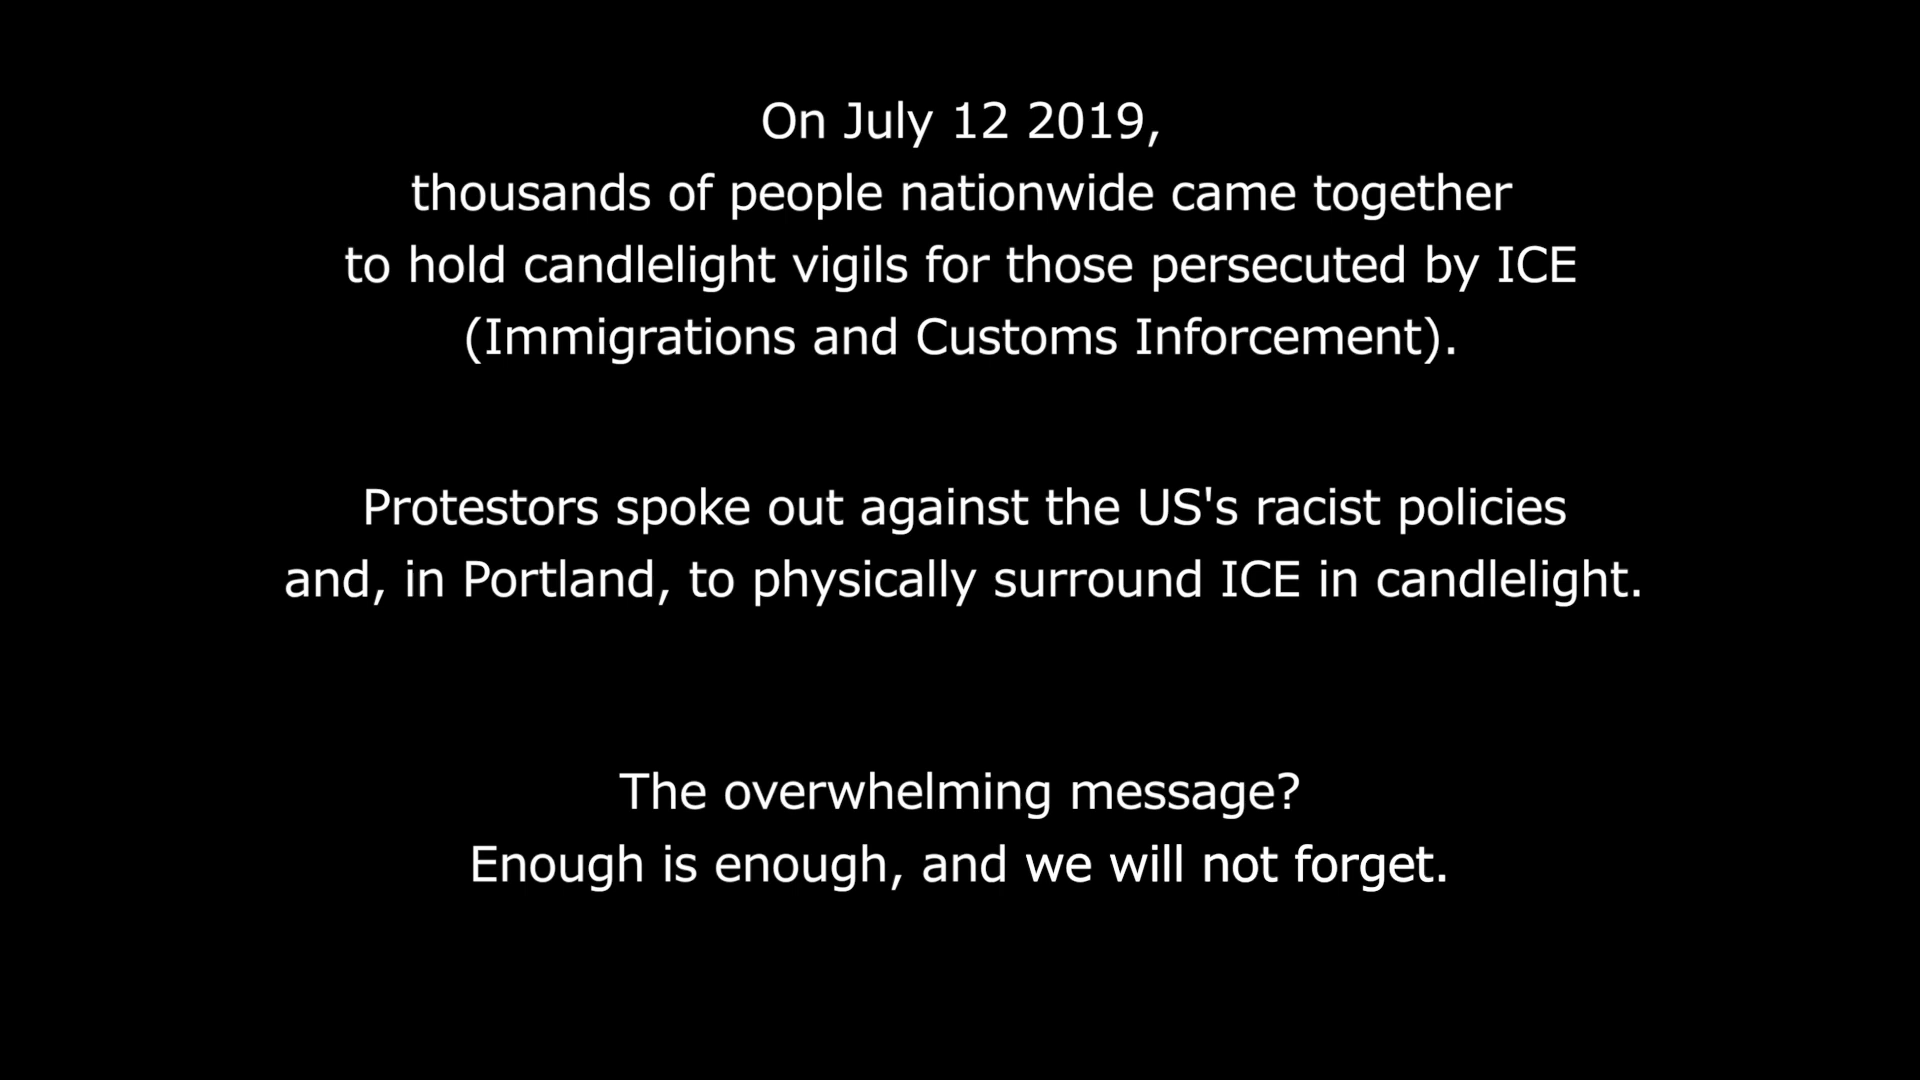 On July 12 2019,
thousands of people nationwide came together
to hold candlelight vigils for those persecuted by ICE
(Immigrations and Customs Inforcement).
Protestors spoke out against the US's racist policies
and, in Portland, to physically surround ICE in candlelight.
The overwhelming message?
Enough is enough, and we will not forget.